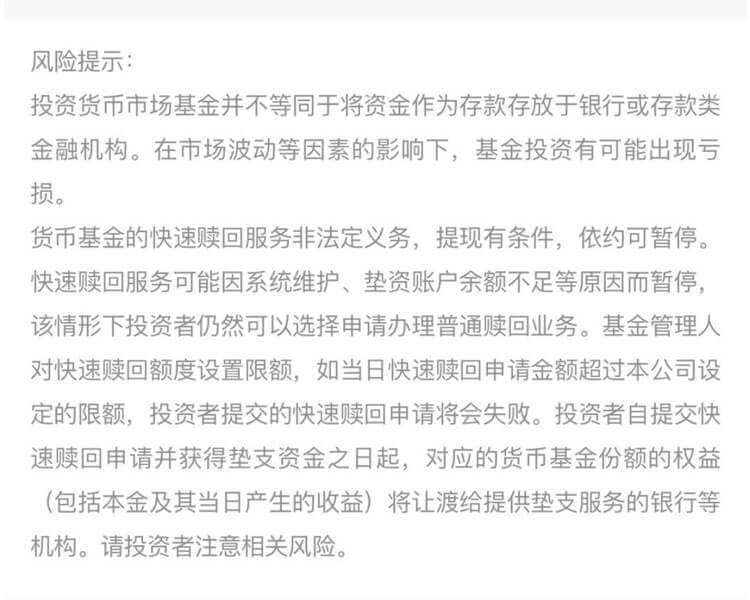 风险提示：
投资货币市场基金并不等同于将资金作为存款存放于银行或存款类
金融机构。在市场波动等因素的影响下，基金投资有可能出现亏
损。
货币基金的快速赎回服务非法定义务，提现有条件，依约可暂停。
快速赎回服务可能因系统维护、垫资账户余额不足等原因而暂停，
该情形下投资者仍然可以选择申请办理普通赎回业务。基金管理人
对快速赎回额度设置限额，如当日快速赎回申请金额超过本公司设
定的限额，投资者提交的快速赎回申请将会失败。投资者自提交快
速赎回申请并获得垫支资金之日起，对应的货币基金份额的权益
（包括本金及其当日产生的收益）将让渡给提供垫支服务的银行等
机构。请投资者注意相关风险。